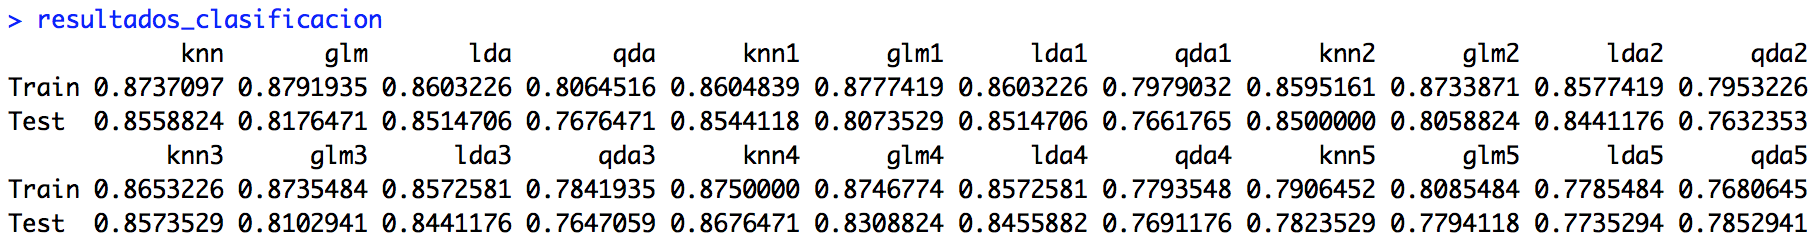 > resultados_clasificacion
knn glm lda qda knn1 glm1 lda1 qda1 knn2 glm2 lda2 qda2
Train 0.8737097 0.8791935 0.8603226 0.8064516 0.8604839 0.8777419 0.8603226 0.7979032 0.8595161 0.8733871 0.8577419 0.7953226
Test 0.8558824 0.8176471 0.8514706 0.7676471 0.8544118 0.8073529 0.8514706 0.7661765 0.8500000 0.8058824 0.8441176 0.7632353
knn3 glm3 lda3 qda3 knn4 glm4 lda4 qda4 knn5 glm5 lda5 qda5
Train 0.8653226 0.8735484 0.8572581 0.7841935 0.8750000 0.8746774 0.8572581 0.7793548 0.7906452 0.8085484 0.7785484 0.7680645
Test 0.8573529 0.8102941 0.8441176 0.7647059 0.8676471 0.8308824 0.8455882 0.7691176 0.7823529 0.7794118 0.7735294 0.7852941